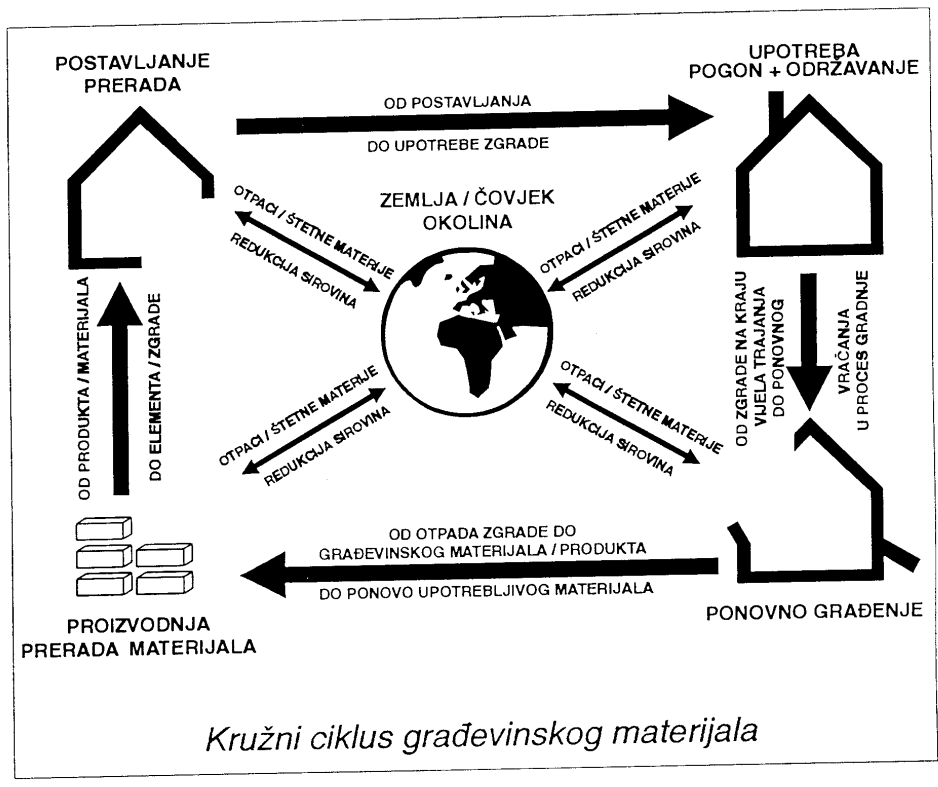 POSTAVLJANJE
PRERADA
UPOTREBA
POGON + ODRŽAVANJE
OD POSTAVLJANJA
DO UPOTREBE ZGRADE
ZEMLJA / ČOVJEK
OKOLINA
OTPACI / ŠTETNE MATERIJE
REDUKCIJA SIROVINA
OTPACI / ŠTETNE MATERIJE
REDUKCIJA SIROVINA
OD PRODUKTA / MATERIJALA
DO ELEMENTA / ZGRADE
OD ZGRADE NA KRAJU
VIJELA TRAJANJA
DO PONOVNOG
VRAČANJA
U PROCES GRADNJE
OTPACI / ŠTETNE MATERIJE
REDUKCIJA SIROVINA
OTPACI / ŠTETNE MATERIJE
REDUKCIJA SIROVINA
OD OTPADA ZGRADE DO
GRAĐEVINSKOG MATERIJALA / PRODUKTA
DO PONOVO UPOTREBLJIVOG MATERIJALA
PROIZVODNJA
PRERADA MATERIJALA
PONOVNO GRAĐENJE
Kružni ciklus građevinskog materijala